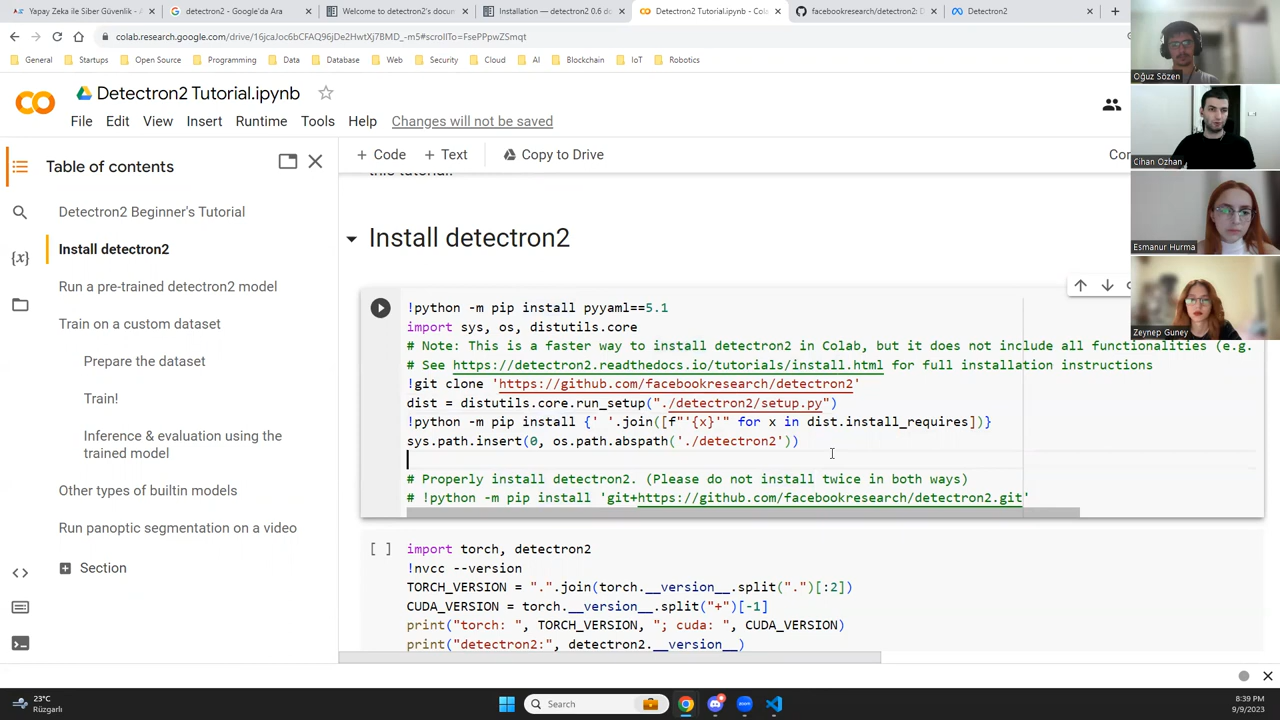 Yapay Zeka ile Siber Güvenlik - A
detectron2 - Google'da Ara
Welcome to detectron2's docum
Installation — detectron2 0.6 do
Detectron2 Tutorial.ipynb - Cola
facebookresearch/detectron2: D
Detectron2
colab.research.google.com/drive/16jcaJoc6bCFAQ96jDe2HwtXj7BMD_-m5#scrollTo=FsePPpwZSmqt
General
Startups
Open Source
Programming
Data
Database
Web
Security
Cloud
AI
Blockchain
IoT
Robotics
Detectron2 Tutorial.ipynb
File Edit View Insert Runtime Tools Help Changes will not be saved
Table of contents
+ Code + Text Copy to Drive
Con
this tutorial.
Detectron2 Beginner's Tutorial
Install detectron2
Run a pre-trained detectron2 model
Train on a custom dataset
Prepare the dataset
Train!
Inference & evaluation using the
trained model
Other types of builtin models
Run panoptic segmentation on a video
Section
Install detectron2
!python -m pip install pyyaml==5.1
import sys, os, distutils.core
# Note: This is a faster way to install detectron2 in Colab, but it does not include all functionalities (e.g.
# See https://detectron2.readthedocs.io/tutorials/install.html for full installation instructions
!git clone 'https://github.com/facebookresearch/detectron2'
dist = distutils.core.run_setup("./detectron2/setup.py")
!python -m pip install {' '.join([f"'{x}'" for x in dist.install_requires])}
sys.path.insert(0, os.path.abspath('./detectron2'))
# Properly install detectron2. (Please do not install twice in both ways)
# !python -m pip install 'git+https://github.com/facebookresearch/detectron2.git'
[ ] import torch, detectron2
!nvcc --version
TORCH_VERSION = ".".join(torch.__version__.split(".")[:2])
CUDA_VERSION = torch.__version__.split("+")[-1]
print("torch: ", TORCH_VERSION, "; cuda: ", CUDA_VERSION)
print("detectron2:", detectron2.__version__)
Oğuz Sözen
Cihan Ozhan
Esmanur Hurma
Zeynep Guney
23°C
Rüzgarlı
Search
8:39 PM
9/9/2023